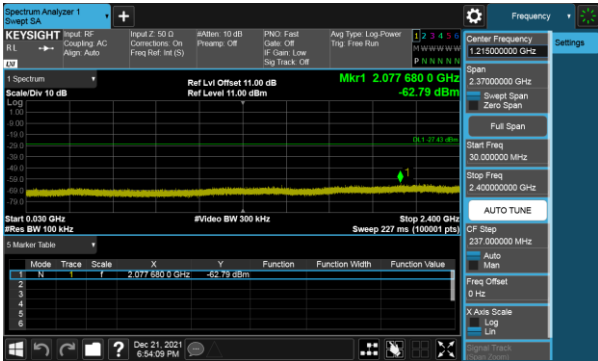 Spectrum Analyzer 1
Swept SA
+
Frequency
KEYSIGHT
RL
Input: RF
Coupling: AC
Align: Auto
Input Z: 50 Ω
Corrections: On
Freq Ref: Int (S)
#Atten: 10 dB
Preamp: Off
PNO: Fast
Gate: Off
IF Gain: Low
Sig Track: Off
Avg Type: Log-Power
Trig: Free Run
1 2 3 4 5 6
M W W W W W
P N N N N N
LVI
1 Spectrum
Scale/Div 10 dB
Ref Lvl Offset 11.00 dB
Ref Level 11.00 dBm
Mkr1 2.077 680 0 GHz
-62.79 dBm
Log
1.00
-9.00
-19.0
-29.0
-39.0
-49.0
-59.0
-69.0
-79.0
DL1 -27.43 dBm
1
Start 0.030 GHz
#Res BW 100 kHz
#Video BW 300 kHz
Stop 2.400 GHz
Sweep 227 ms (100001 pts)
5 Marker Table
Mode Trace Scale X Y Function Function Width Function Value
1 N 1 f 2.077 680 0 GHz -62.79 dBm
2
3
4
5
6
Dec 21, 2021
6:54:09 PM
Center Frequency
1.215000000 GHz
Settings
Span
2.37000000 GHz
Swept Span
Zero Span
Full Span
Start Freq
30.000000 MHz
Stop Freq
2.400000000 GHz
AUTO TUNE
CF Step
237.000000 MHz
Auto
Man
Freq Offset
0 Hz
X Axis Scale
Log
Lin
Signal Track
(Span Zoom)